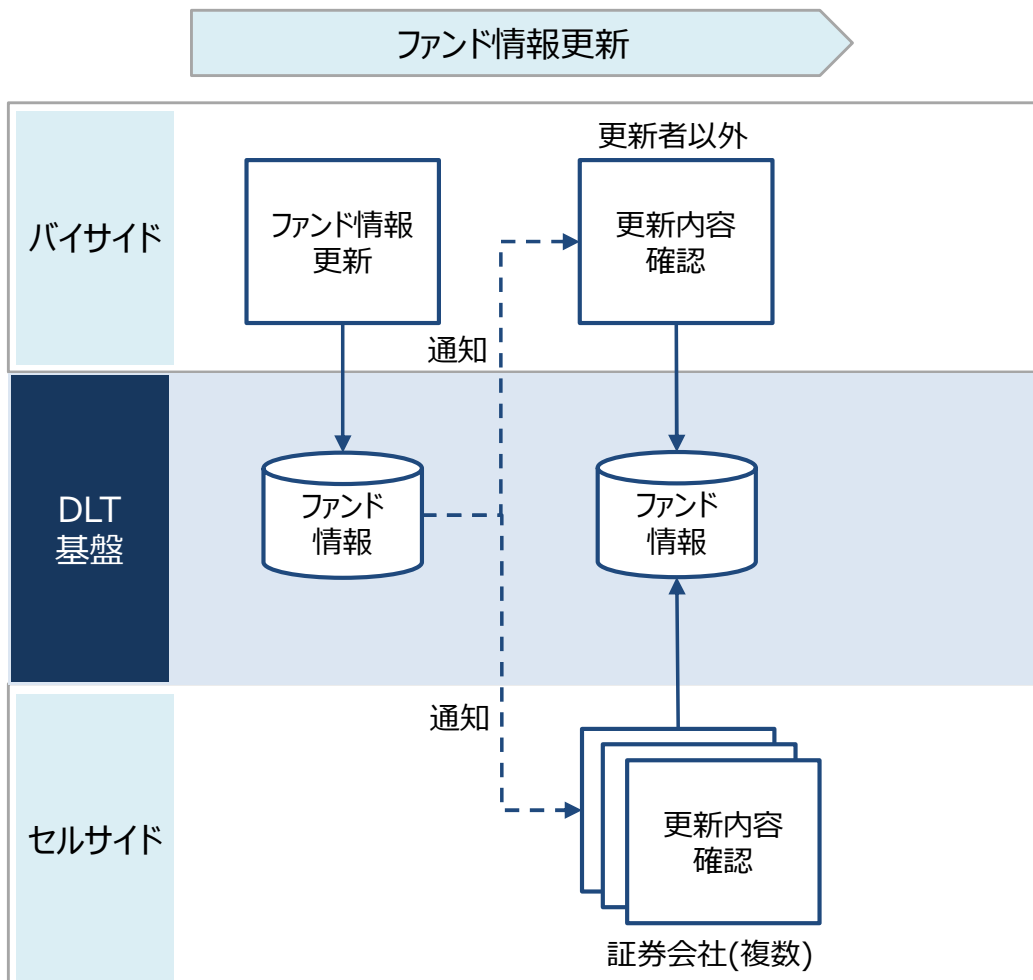 ファンド情報更新
更新者以外
バイサイド
ファンド情報
更新
更新内容
確認
通知
DLT
基盤
ファンド
情報
ファンド
情報
通知
セルサイド
更新内容
確認
証券会社(複数)